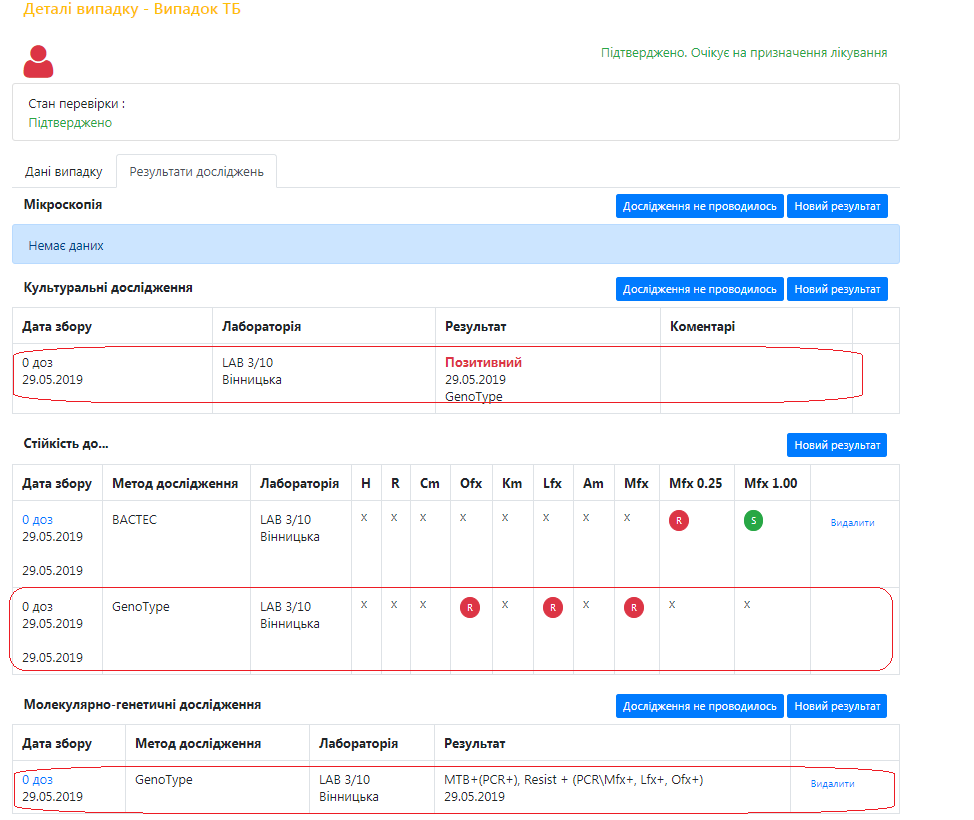 Деталі випадку - Випадок ТБ
Підтверджено. Очікує на призначення лікування
Стан перевірки :
Підтверджено
Дані випадку Результати досліджень
Мікроскопія Дослідження не проводилось Новий результат
Немає даних
Культуральні дослідження Дослідження не проводилось Новий результат
Дата збору Лабораторія Результат Коментарі
0 доз LAB 3/10 Позитивний
29.05.2019 Вінницька 29.05.2019
GenoType
Стійкість до... Новий результат
Дата збору Метод дослідження Лабораторія H R Cm Ofx Km Lfx Am Mfx Mfx 0.25 Mfx 1.00
0 доз BACTEC LAB 3/10 X X X X X X X X R S Видалити
29.05.2019 Вінницька
29.05.2019
0 доз GenoType LAB 3/10 X X X R X R X R X X
29.05.2019 Вінницька
29.05.2019
Молекулярно-генетичні дослідження Дослідження не проводилось Новий результат
Дата збору Метод дослідження Лабораторія Результат
0 доз GenoType LAB 3/10 MTB+(PCR+), Resist + (PCR\Mfx+, Lfx+, Ofx+) Видалити
29.05.2019 Вінницька 29.05.2019